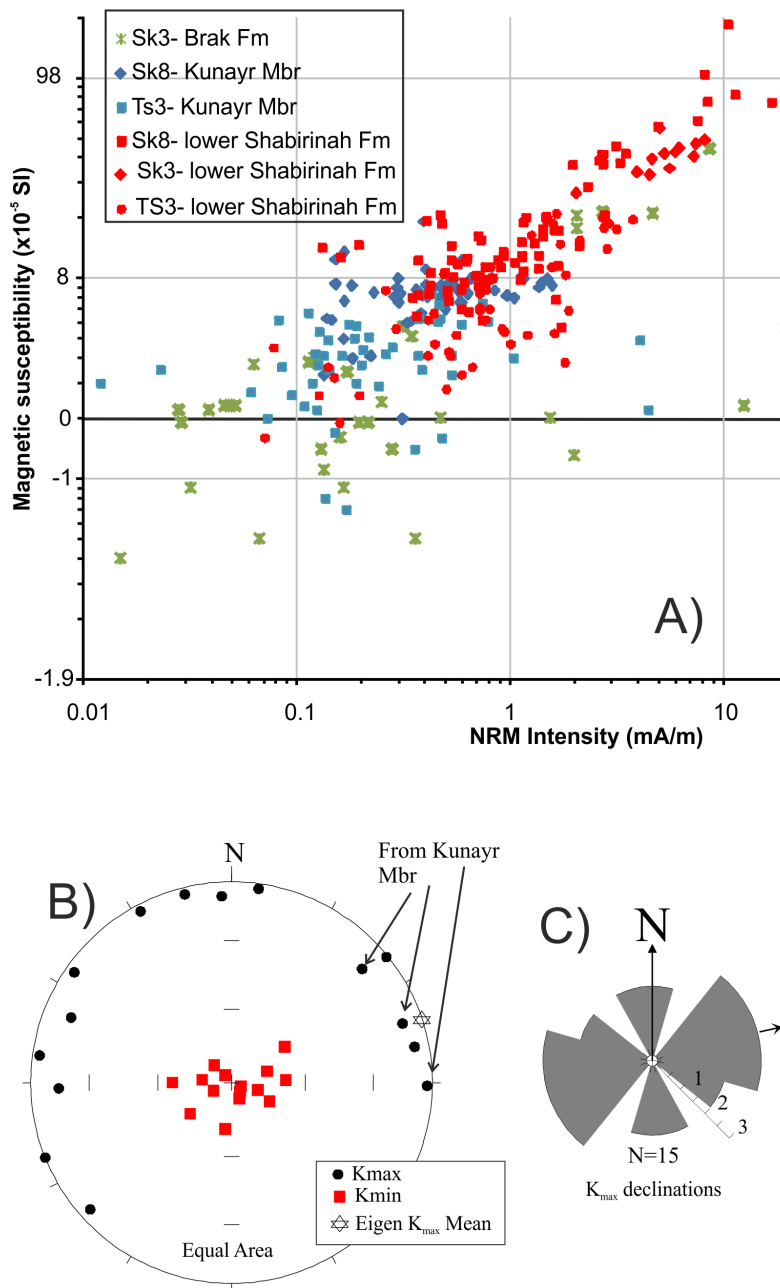 Sk3- Brak Fm
Sk8- Kunayr Mbr
Ts3- Kunayr Mbr
Sk8- lower Shabirinah Fm
Sk3- lower Shabirinah Fm
TS3- lower Shabirinah Fm
Magnetic susceptibility (x10⁻⁵ SI)
98
8
0
-1
-1.9
A)
0.01
0.1
1
10
NRM Intensity (mA/m)
B)
N
From Kunayr
Mbr
Kmax
Kmin
Eigen Kmax Mean
Equal Area
C)
N
1
2
3
N=15
Kmax declinations